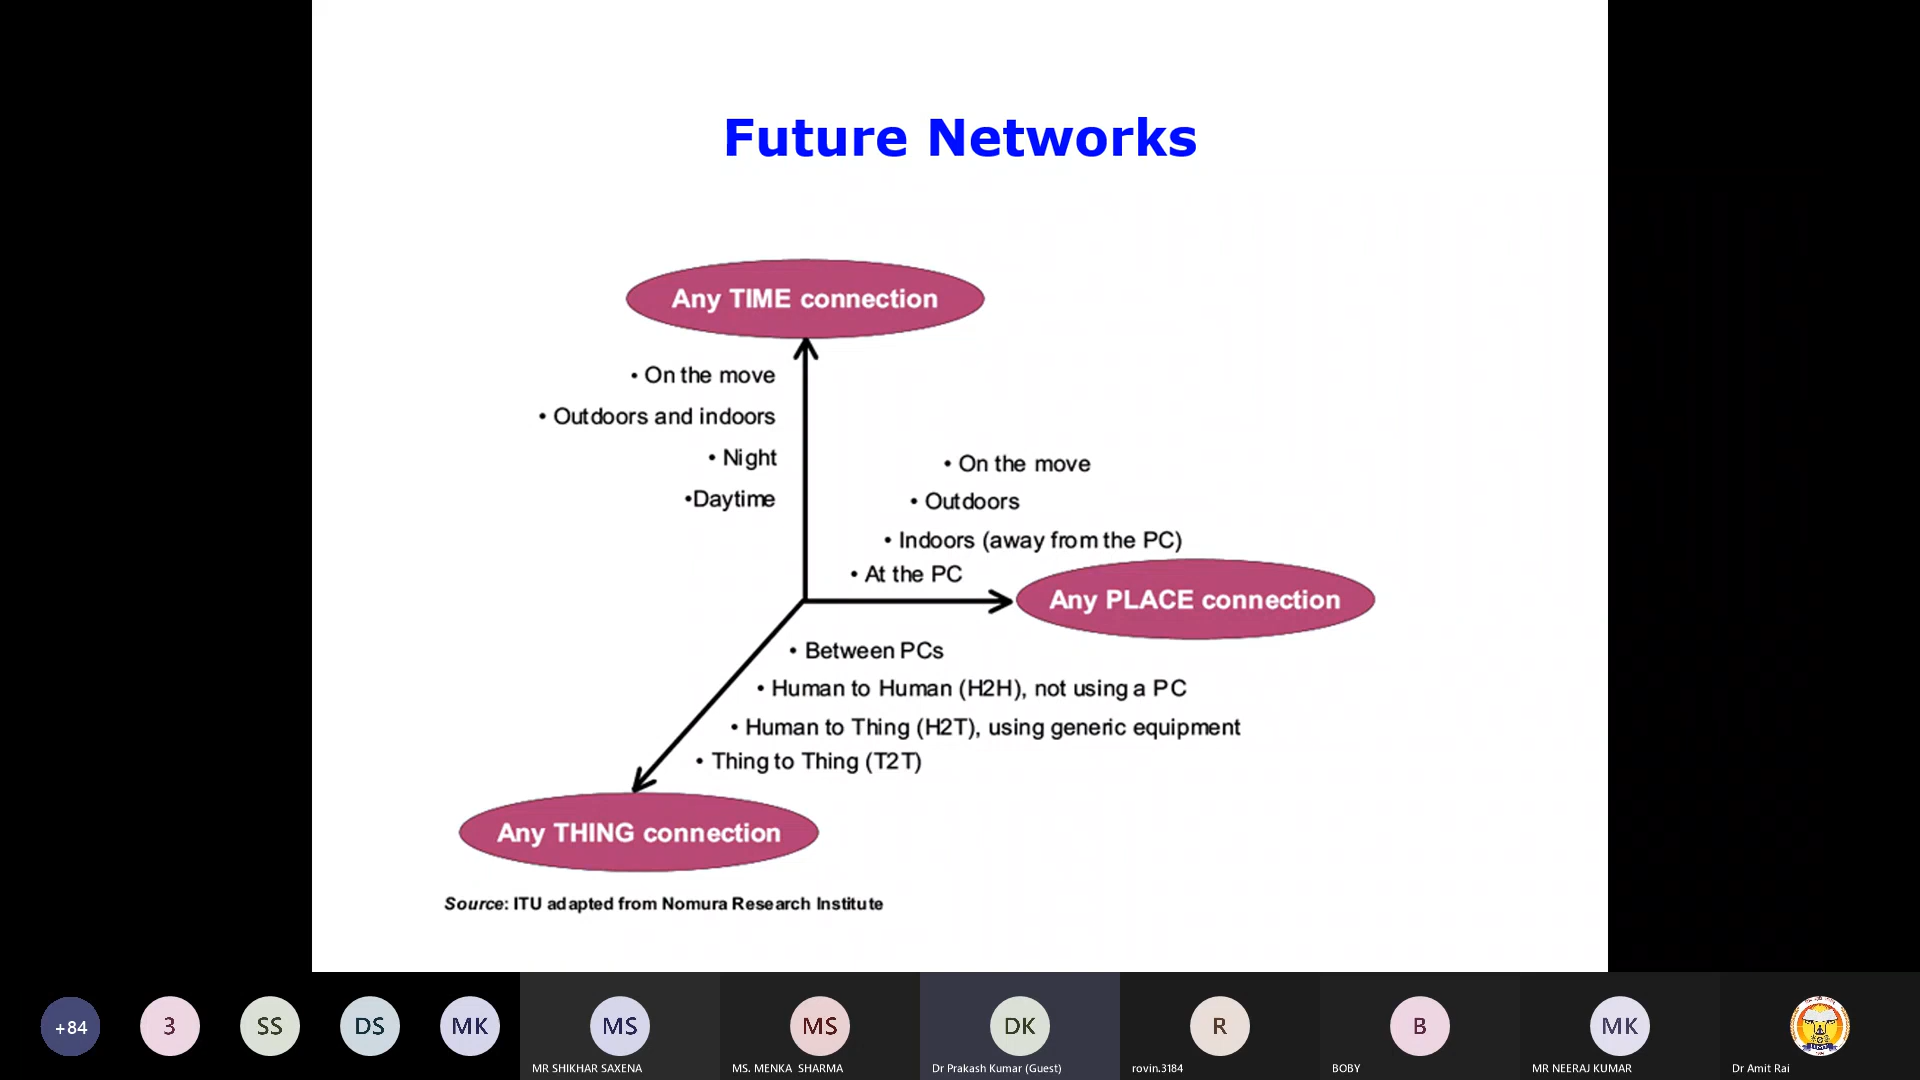 Future Networks
Any TIME connection
• On the move
• Outdoors and indoors
• Night
•Daytime
• On the move
• Outdoors
• Indoors (away from the PC)
• At the PC
Any PLACE connection
• Between PCs
• Human to Human (H2H), not using a PC
• Human to Thing (H2T), using generic equipment
• Thing to Thing (T2T)
Any THING connection
Source: ITU adapted from Nomura Research Institute
+84
3
SS
DS
MK
MS
MS
DK
R
B
MK
MR SHIKHAR SAXENA
MS. MENKA SHARMA
Dr Prakash Kumar (Guest)
rovin.3184
BOBY
MR NEERAJ KUMAR
Dr Amit Rai